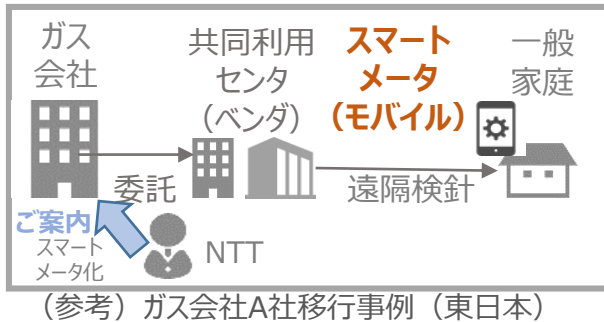 ガス
会社
共同利用
センタ
（ベンダ）
スマート
メータ
（モバイル）
一般
家庭
委託
遠隔検針
ご案内
スマート
メータ化
NTT
（参考）ガス会社A社移行事例（東日本）